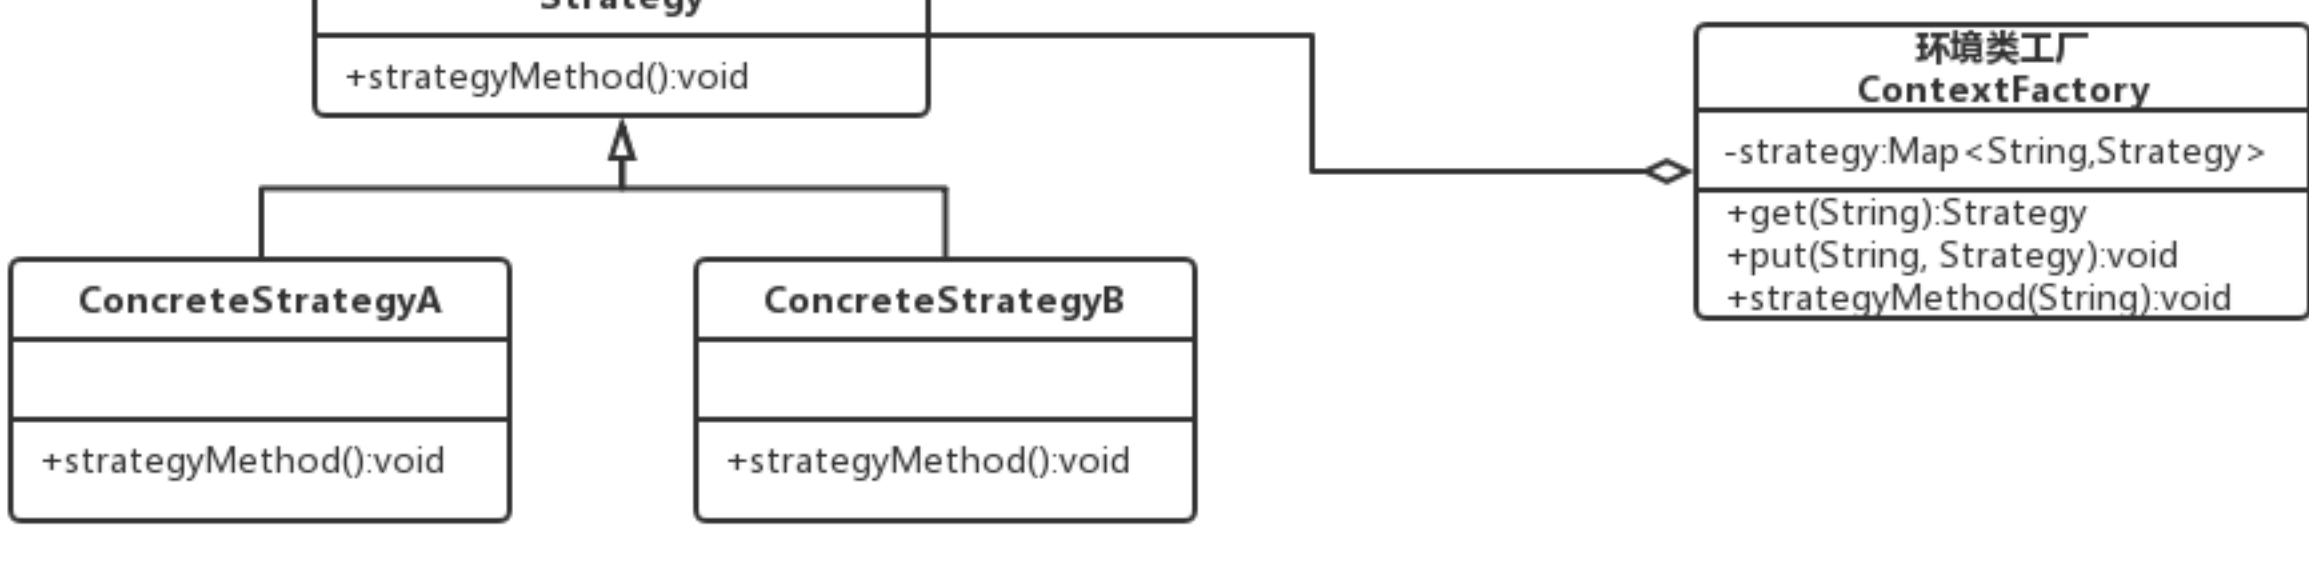 Strategy
+strategyMethod():void
环境类工厂
ContextFactory
-strategy:Map<String,Strategy>
+get(String):Strategy
+put(String, Strategy):void
+strategyMethod(String):void
ConcreteStrategyA
+strategyMethod():void
ConcreteStrategyB
+strategyMethod():void